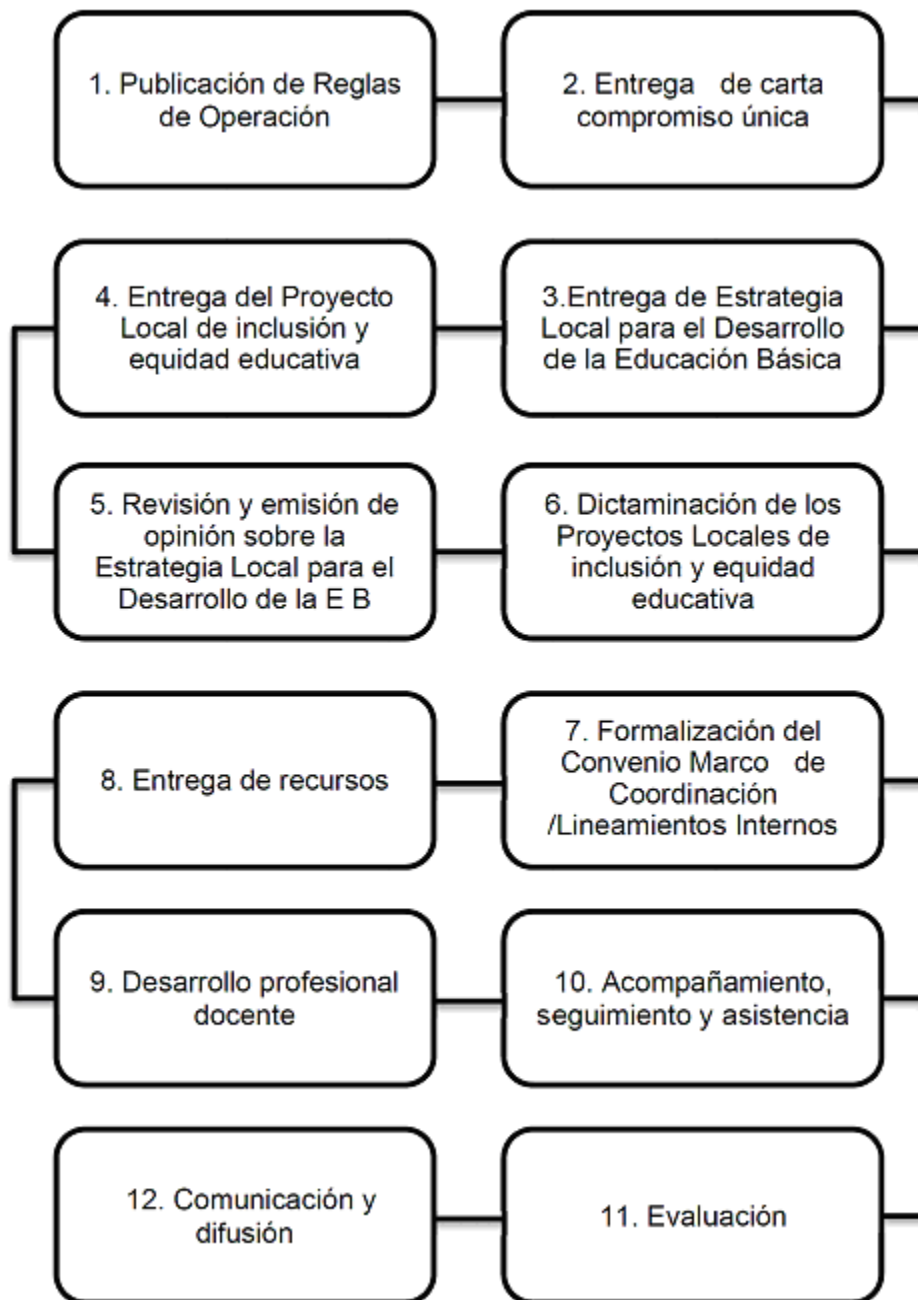 1. Publicación de Reglas
de Operación
2. Entrega de carta
compromiso única
4. Entrega del Proyecto
Local de inclusión y
equidad educativa
3.Entrega de Estrategia
Local para el Desarrollo
de la Educación Básica
5. Revisión y emisión de
opinión sobre la
Estrategia Local para el
Desarrollo de la E B
6. Dictaminación de los
Proyectos Locales de
inclusión y equidad
educativa
8. Entrega de recursos
7. Formalización del
Convenio Marco de
Coordinación
/Lineamientos Internos
9. Desarrollo profesional
docente
10. Acompañamiento,
seguimiento y asistencia
12. Comunicación y
difusión
11. Evaluación